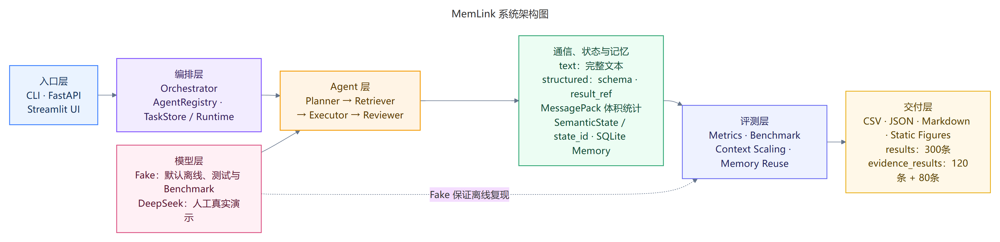 MemLink 系统架构图
入口层
CLI · FastAPI
Streamlit UI
编排层
Orchestrator
AgentRegistry ·
TaskStore / Runtime
模型层
Fake：默认离线、测试与
Benchmark
DeepSeek：人工真实演
示
Agent 层
Planner → Retriever
→ Executor → Reviewer
Fake 保证离线复现
通信、状态与记忆
text：完整文本
structured：schema ·
result_ref
MessagePack 体积统计
SemanticState /
state_id · SQLite
Memory
评测层
Metrics · Benchmark
Context Scaling ·
Memory Reuse
交付层
CSV · JSON · Markdown
· Static Figures
results：300条
evidence_results：120
条 + 80条